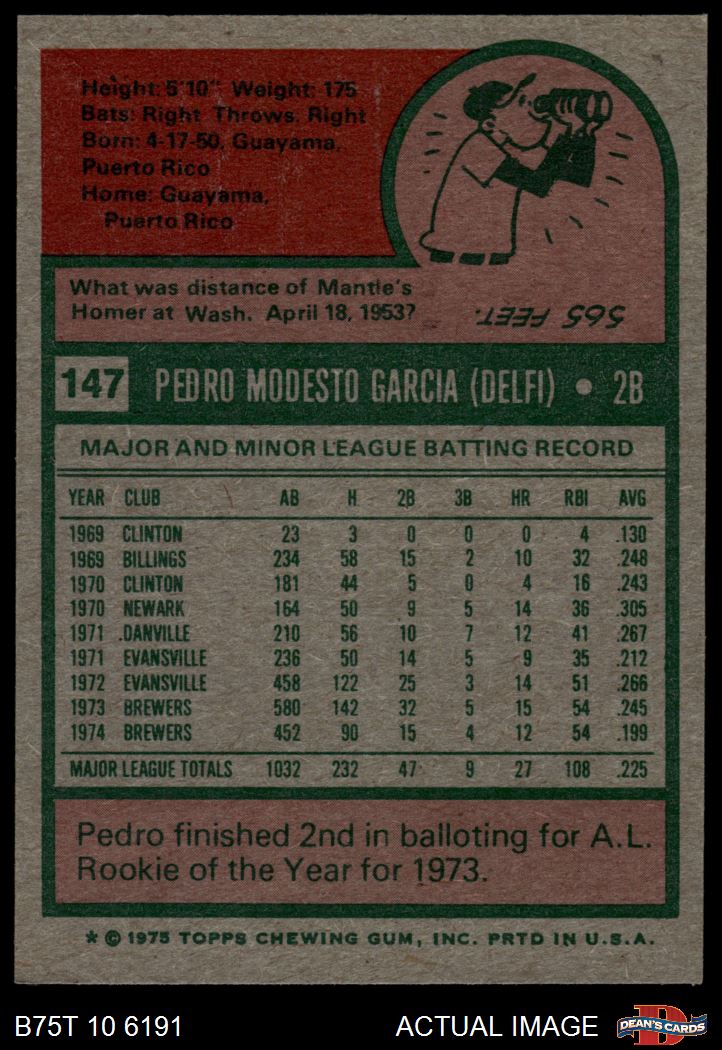 Height: 5'10" Weight: 175
Bats: Right Throws: Right
Born: 4-17-50, Guayama,
Puerto Rico
Home: Guayama,
Puerto Rico
What was distance of Mantle's
Homer at Wash. April 18, 1953?
565 FEET.
147 PEDRO MODESTO GARCIA (DELFI) • 2B
MAJOR AND MINOR LEAGUE BATTING RECORD
YEAR CLUB AB H 2B 3B HR RBI AVG
1969 CLINTON 23 3 0 0 0 4 .130
1969 BILLINGS 234 58 15 2 10 32 .248
1970 CLINTON 181 44 5 0 4 16 .243
1970 NEWARK 164 50 9 5 14 36 .305
1971 DANVILLE 210 56 10 7 12 41 .267
1971 EVANSVILLE 236 50 14 5 9 35 .212
1972 EVANSVILLE 458 122 25 3 14 51 .266
1973 BREWERS 580 142 32 5 15 54 .245
1974 BREWERS 452 90 15 4 12 54 .199
MAJOR LEAGUE TOTALS 1032 232 47 9 27 108 .225
Pedro finished 2nd in balloting for A.L.
Rookie of the Year for 1973.
* © 1975 TOPPS CHEWING GUM, INC. PRTD IN U.S.A.
B75T 10 6191 ACTUAL IMAGE D DEAN'S CARDS